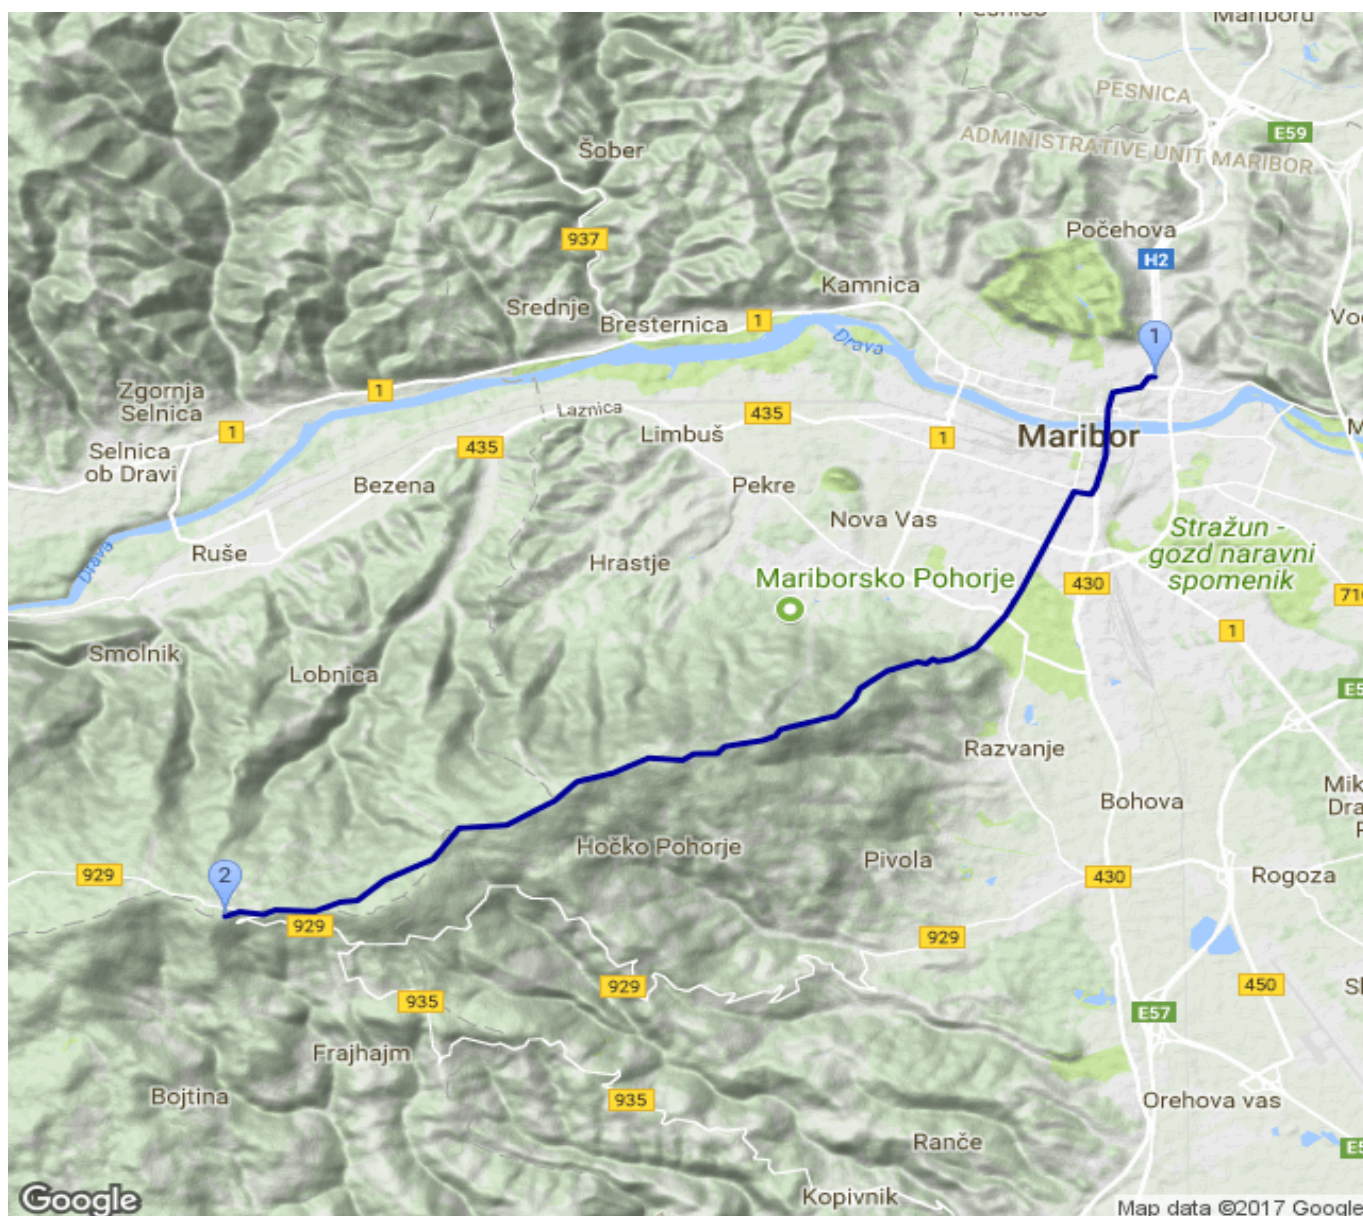 Mariboru
PESNICA
E59
ADMINISTRATIVE UNIT MARIBOR
Šober
Počehova
937
H2
Kamnica
Srednje
Bresternica
1
Drava
1
Zgornja
Selnica
1
1
Laznica
435
Limbuš
435
1
Maribor
Selnica
ob Dravi
Bezena
Pekre
Nova Vas
Stražun -
gozd naravni
spomenik
Ruše
Drava
Hrastje
Mariborsko Pohorje
430
1
Smolnik
Lobnica
Razvanje
Bohova
Hočko Pohorje
Pivola
929
2
430
Rogoza
929
929
929
935
450
E57
Frajhajm
Bojtina
935
Orehova vas
Ranče
Kopivnik
Google
Map data ©2017 Google